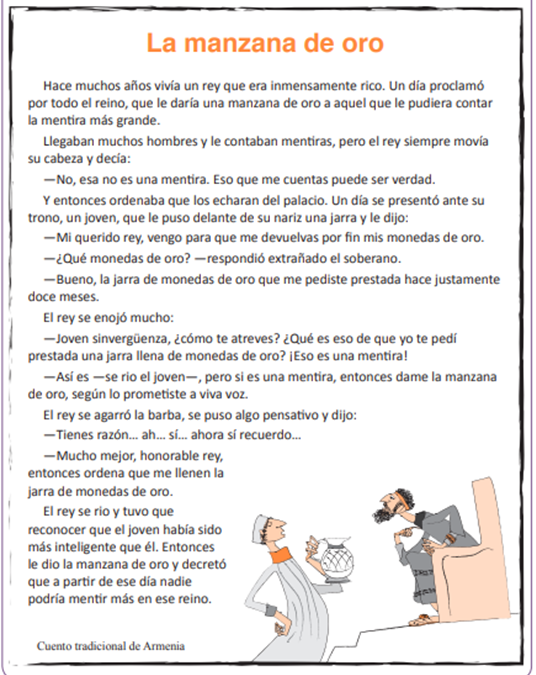 La manzana de oro
Hace muchos años vivía un rey que era inmensamente rico. Un día proclamó
por todo el reino, que le daría una manzana de oro a aquel que le pudiera contar
la mentira más grande.
Llegaban muchos hombres y le contaban mentiras, pero el rey siempre movía
su cabeza y decía:
—No, esa no es una mentira. Eso que me cuentas puede ser verdad.
Y entonces ordenaba que los echaran del palacio. Un día se presentó ante su
trono, un joven, que le puso delante de su nariz una jarra y le dijo:
—Mi querido rey, vengo para que me devuelvas por fin mis monedas de oro.
—¿Qué monedas de oro? —respondió extrañado el soberano.
—Bueno, la jarra de monedas de oro que me pediste prestada hace justamente
doce meses.
El rey se enojó mucho:
—Joven sinvergüenza, ¿cómo te atreves? ¿Qué es eso de que yo te pedí
prestada una jarra llena de monedas de oro? ¡Eso es una mentira!
—Así es —se rio el joven—, pero si es una mentira, entonces dame la manzana
de oro, según lo prometiste a viva voz.
El rey se agarró la barba, se puso algo pensativo y dijo:
—Tienes razón... ah... sí... ahora sí recuerdo...
—Mucho mejor, honorable rey,
entonces ordena que me llenen la
jarra de monedas de oro.
El rey se rio y tuvo que
reconocer que el joven había sido
más inteligente que él. Entonces
le dio la manzana de oro y decretó
que a partir de ese día nadie
podría mentir más en ese reino.
Cuento tradicional de Armenia